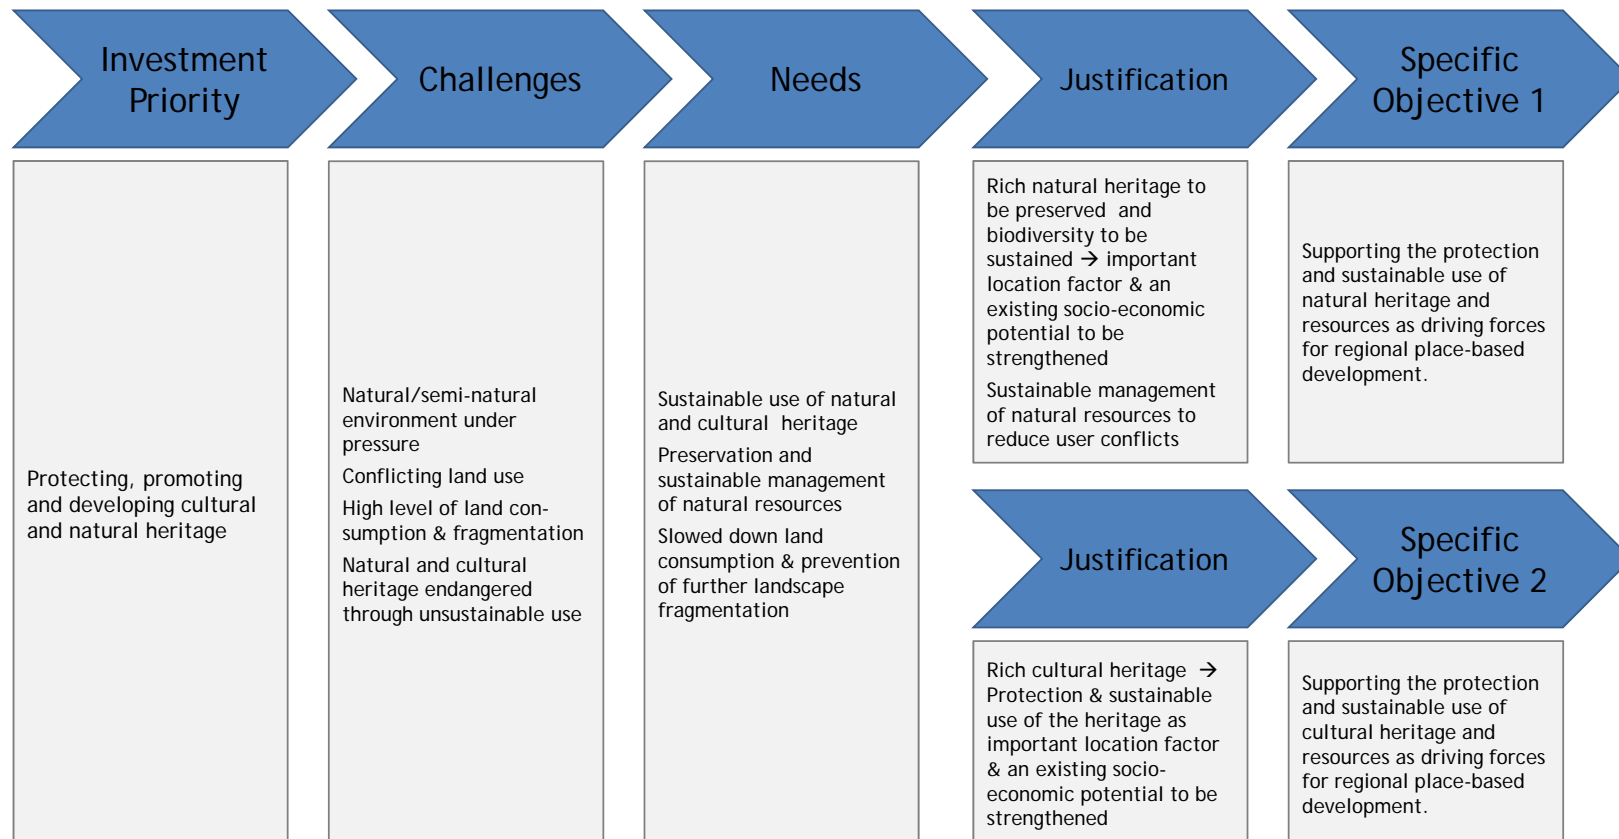 Investment
Priority
Challenges
Needs
Justification
Specific
Objective 1
Protecting, promoting
and developing cultural
and natural heritage
Natural/semi-natural
environment under
pressure
Conflicting land use
High level of land con-
sumption & fragmentation
Natural and cultural
heritage endangered
through unsustainable use
Sustainable use of natural
and cultural heritage
Preservation and
sustainable management
of natural resources
Slowed down land
consumption & prevention
of further landscape
fragmentation
Rich natural heritage to
be preserved and
biodiversity to be
sustained → important
location factor & an
existing socio-economic
potential to be
strengthened
Sustainable management
of natural resources to
reduce user conflicts
Supporting the protection
and sustainable use of
natural heritage and
resources as driving forces
for regional place-based
development.
Justification
Specific
Objective 2
Rich cultural heritage →
Protection & sustainable
use of the heritage as
important location factor
& an existing socio-
economic potential to be
strengthened
Supporting the protection
and sustainable use of
cultural heritage and
resources as driving forces
for regional place-based
development.